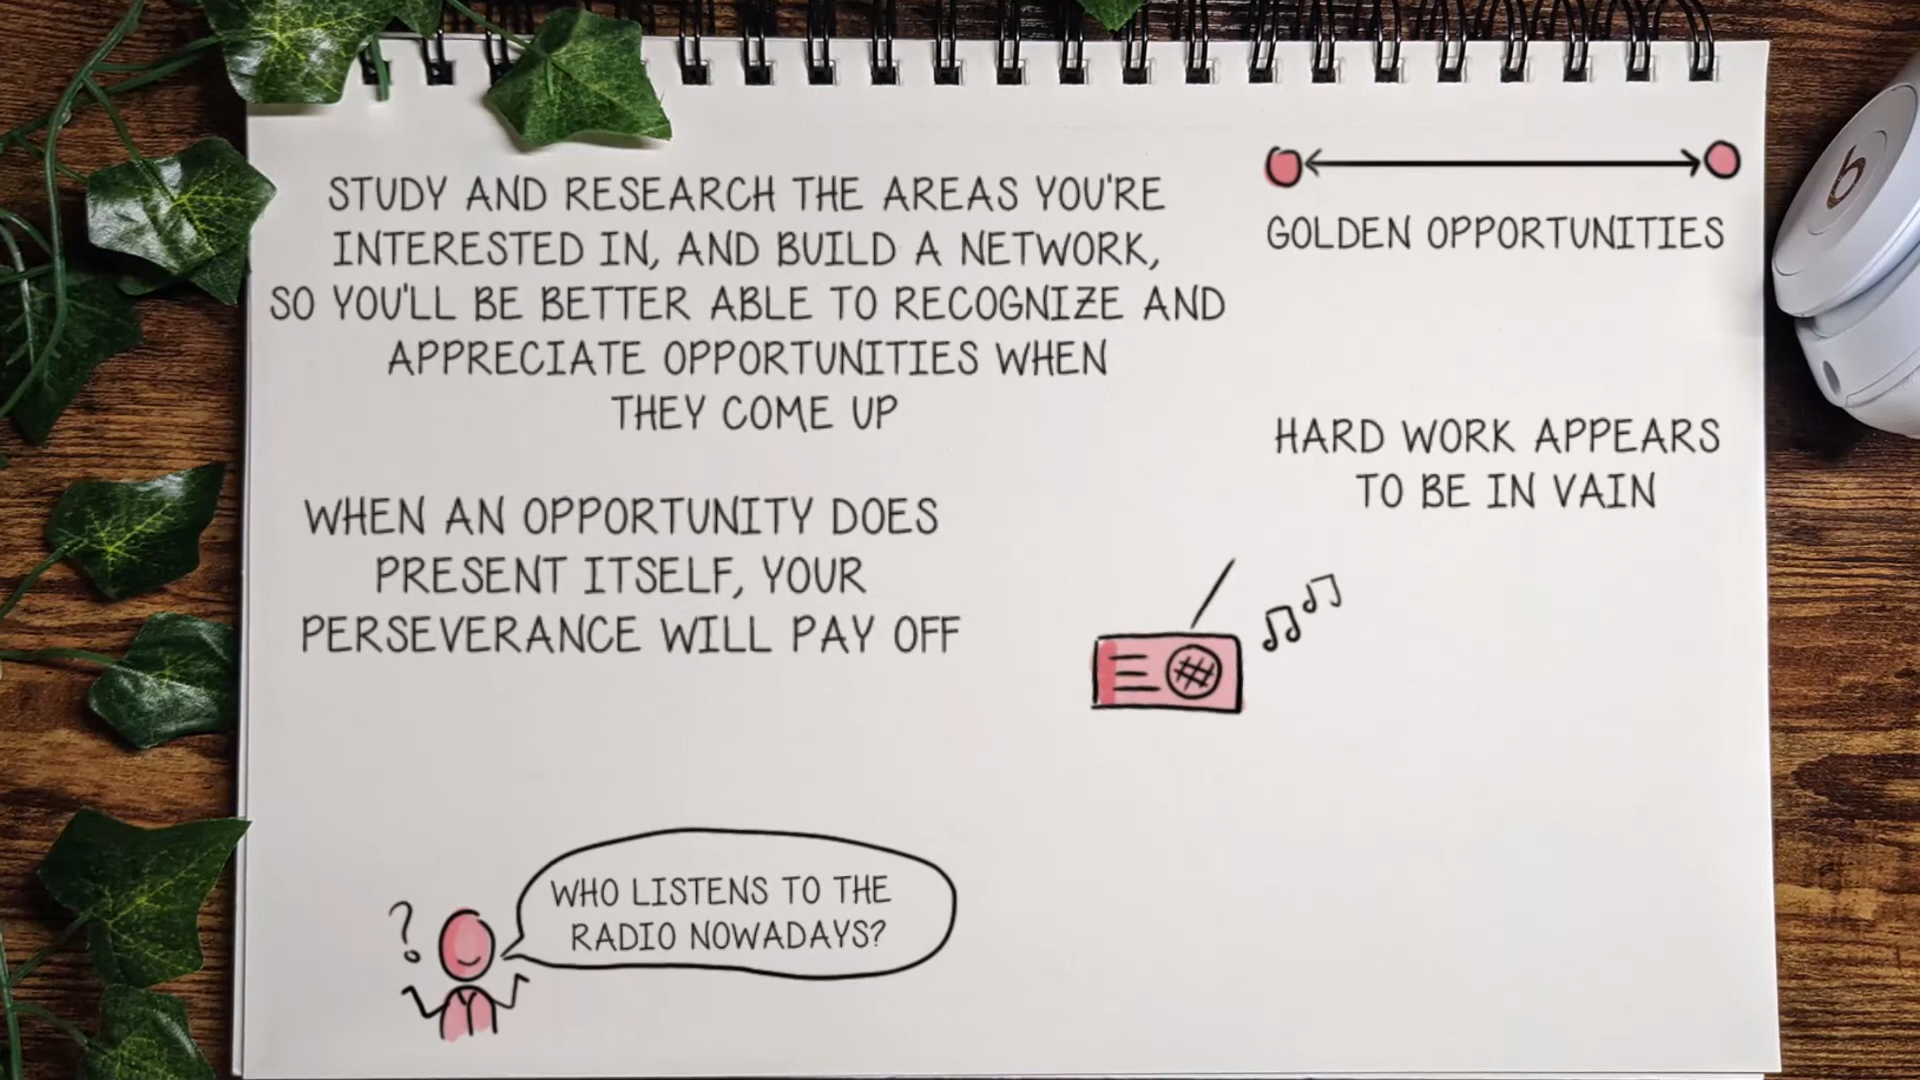 STUDY AND RESEARCH THE AREAS YOU'RE
INTERESTED IN, AND BUILD A NETWORK,
SO YOU'LL BE BETTER ABLE TO RECOGNIZE AND
APPRECIATE OPPORTUNITIES WHEN
THEY COME UP
GOLDEN OPPORTUNITIES
HARD WORK APPEARS
TO BE IN VAIN
WHEN AN OPPORTUNITY DOES
PRESENT ITSELF, YOUR
PERSEVERANCE WILL PAY OFF
?
WHO LISTENS TO THE
RADIO NOWADAYS?
b